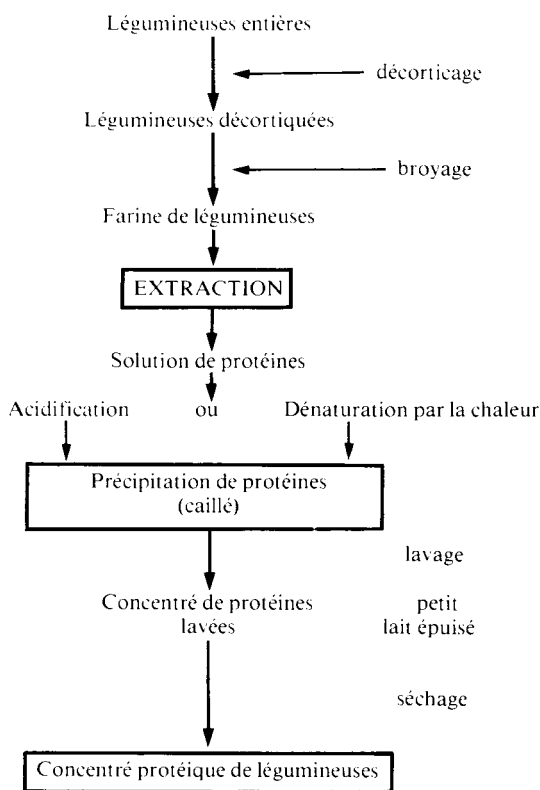 Légumineuses entières
décorticage
Légumineuses décortiquées
broyage
Farine de légumineuses
EXTRACTION
Solution de protéines
Acidification ou Dénaturation par la chaleur
Précipitation de protéines
(caillé)
lavage
Concentré de protéines petit
lavées lait épuisé
séchage
Concentré protéique de légumineuses